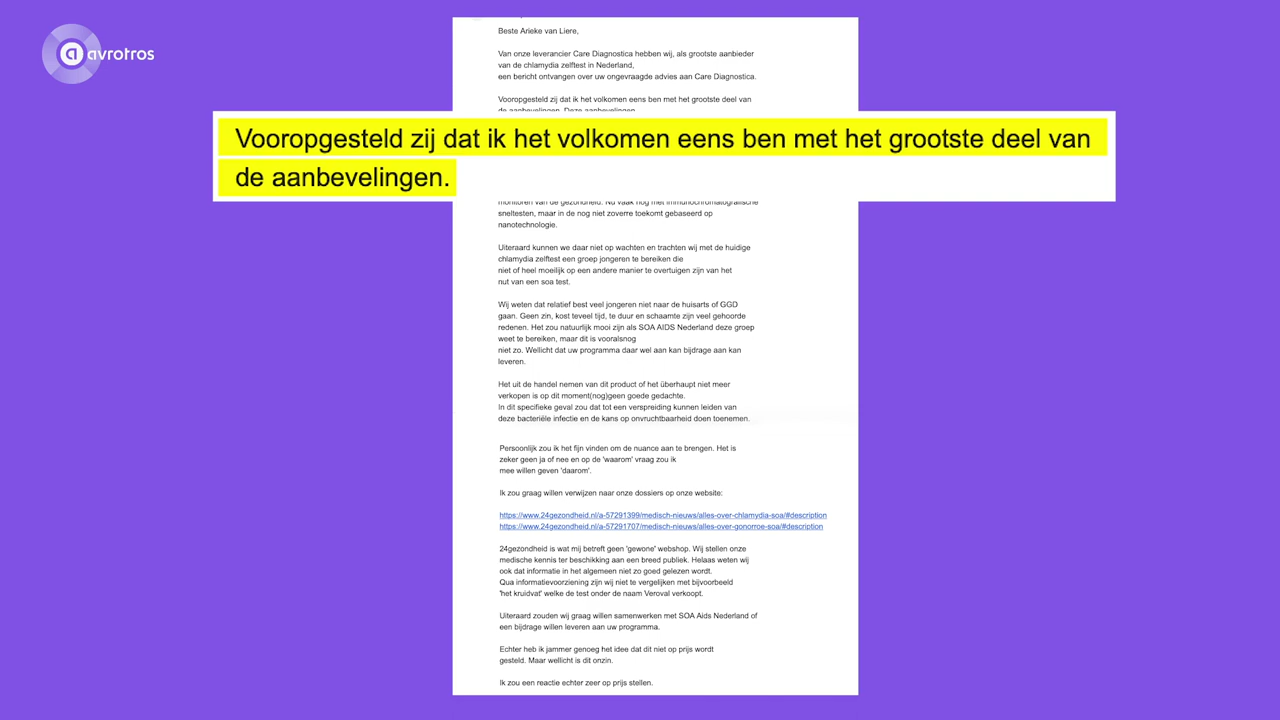 avrotros
Beste Arieke van Liere,
Van onze leverancier Care Diagnostica hebben wij, als grootste aanbieder
van de chlamydia zelftest in Nederland,
een bericht ontvangen over uw ongevraagde advies aan Care Diagnostica.
Vooropgesteld zij dat ik het volkomen eens ben met het grootste deel van
de aanbevelingen. Deze aanbevelingen
Vooropgesteld zij dat ik het volkomen eens ben met het grootste deel van
de aanbevelingen.
monitoren van de gezondheid. Nu vaak nog met immunochromatografische
sneltesten, maar in de nog niet zoverre toekomt gebaseerd op
nanotechnologie.
Uiteraard kunnen we daar niet op wachten en trachten wij met de huidige
chlamydia zelftest een groep jongeren te bereiken die
niet of heel moeilijk op een andere manier te overtuigen zijn van het
nut van een soa test.
Wij weten dat relatief best veel jongeren niet naar de huisarts of GGD
gaan. Geen zin, kost teveel tijd, te duur en schaamte zijn veel gehoorde
redenen. Het zou natuurlijk mooi zijn als SOA AIDS Nederland deze groep
weet te bereiken, maar dit is vooralsnog
niet zo. Wellicht dat uw programma daar wel aan kan bijdrage aan kan
leveren.
Het uit de handel nemen van dit product of het überhaupt niet meer
verkopen is op dit moment(nog)geen goede gedachte.
In dit specifieke geval zou dat tot een verspreiding kunnen leiden van
deze bacteriële infectie en de kans op onvruchtbaarheid doen toenemen.
Persoonlijk zou ik het fijn vinden om de nuance aan te brengen. Het is
zeker geen ja of nee en op de 'waarom' vraag zou ik
mee willen geven 'daarom'.
Ik zou graag willen verwijzen naar onze dossiers op onze website:
https://www.24gezondheid.nl/a-57291399/medisch-nieuws/alles-over-chlamydia-soa/#description
https://www.24gezondheid.nl/a-57291707/medisch-nieuws/alles-over-gonorroe-soa/#description
24gezondheid is wat mij betreft geen 'gewone' webshop. Wij stellen onze
medische kennis ter beschikking aan een breed publiek. Helaas weten wij
ook dat informatie in het algemeen niet zo goed gelezen wordt.
Qua informatievoorziening zijn wij niet te vergelijken met bijvoorbeeld
'het kruidvat' welke de test onder de naam Veroval verkoopt.
Uiteraard zouden wij graag willen samenwerken met SOA Aids Nederland of
een bijdrage willen leveren aan uw programma.
Echter heb ik jammer genoeg het idee dat dit niet op prijs wordt
gesteld. Maar wellicht is dit onzin.
Ik zou een reactie echter zeer op prijs stellen.